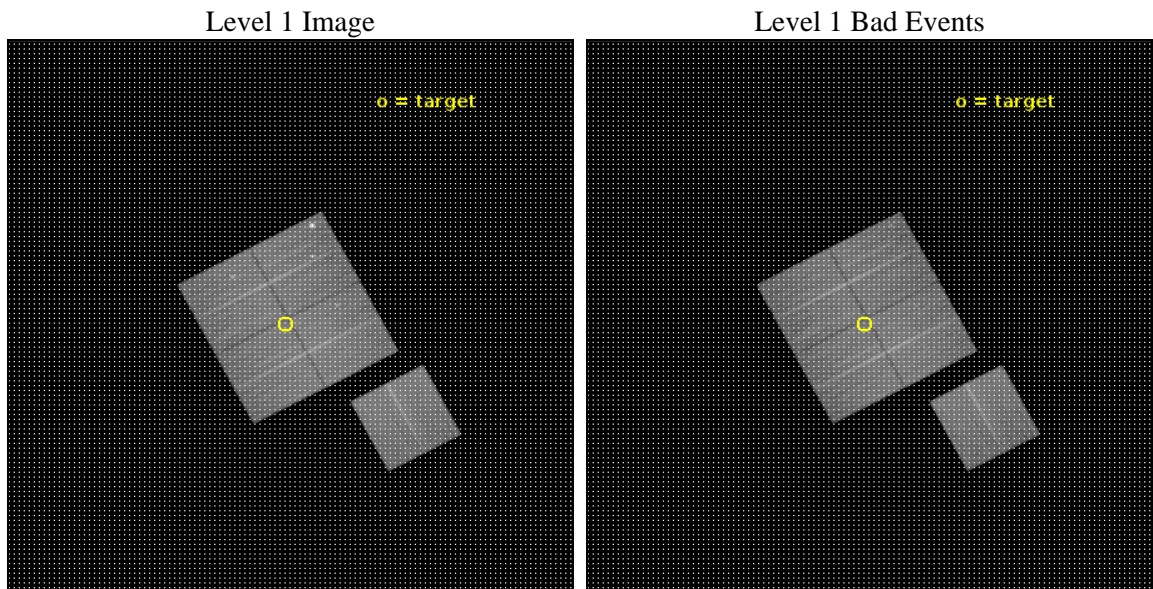 Level 1 Image
Level 1 Bad Events
o = target
o = target